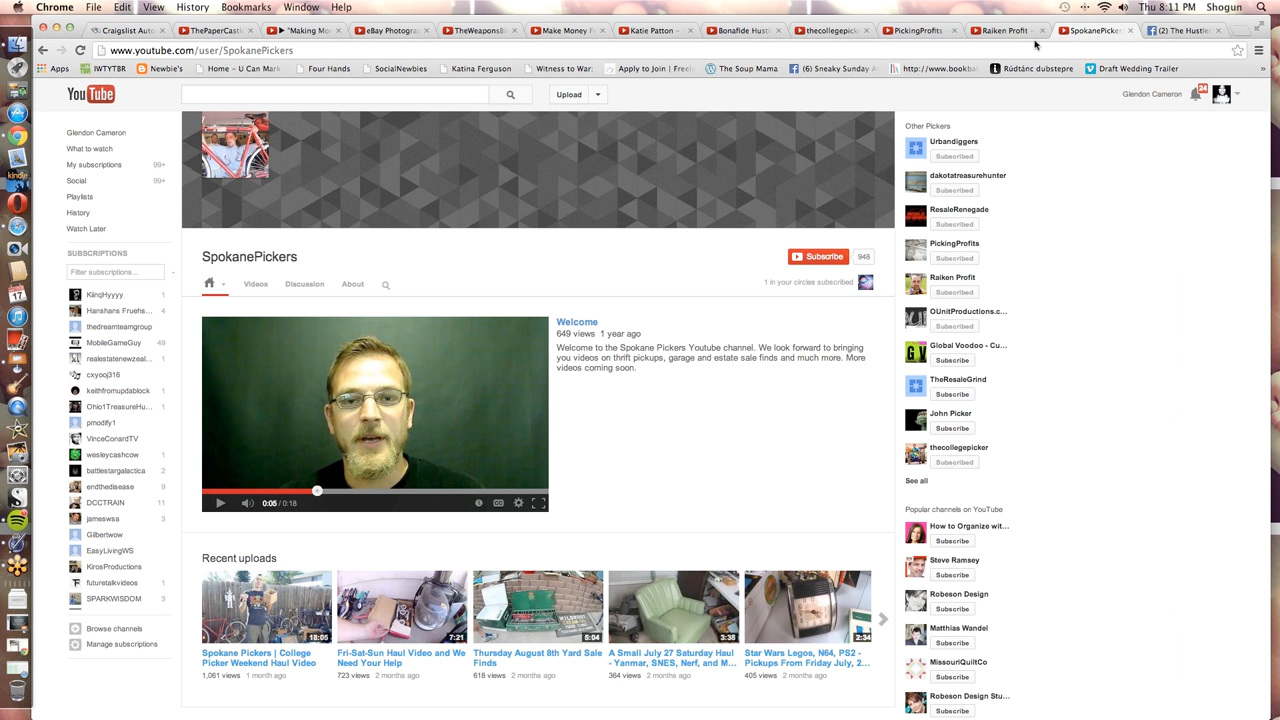 Chrome File Edit View History Bookmarks Window Help
Thu 8:11 PM Shogun
Craigslist Auto
ThePaperCastl
"Making Mo
eBay Photogra
TheWeaponsB
Make Money F
Katie Patton -
Bonafide Hustl
thecollegepick
PickingProfits
Raiken Profit -
SpokanePickers
(2) The Hustler
www.youtube.com/user/SpokanePickers
Apps
IWTYTBR
Newbie's
Home – U Can Mark
Four Hands
SocialNewbies
Katina Ferguson
Witness to War:
Apply to Join | Free
The Soup Mama
(6) Sneaky Sunday A
http://www.bookba
Rúdtánc dubstepre
Draft Wedding Trailer
YouTube
Upload
Glendon Cameron
24
Glendon Cameron
What to watch
My subscriptions 99+
Social 99+
Playlists
History
Watch Later
SUBSCRIPTIONS
Filter subscriptions...
KlinqHyyyy 1
Hanshans Fruehs... 4
thedreamteamgroup
MobileGameGuy 49
realestatenewzeal... 1
cxyooj316
keithfromupdablock
Ohio1TreasureHu... 2
pmodify1
VinceConardTV
wesleycashcow 1
battlestargalactica 2
endthedisease 9
DCCTRAIN 11
jameswsa 3
Gilbertwow
EasyLivingWS
KirosProductions
futuretalkvideos 1
SPARKWISDOM 3
Browse channels
Manage subscriptions
SpokanePickers
Subscribe 948
Videos Discussion About
1 in your circles subscribed
0:05 / 0:18
Welcome
649 views 1 year ago
Welcome to the Spokane Pickers Youtube channel. We look forward to bringing
you videos on thrift pickups, garage and estate sale finds and much more. More
videos coming soon.
Recent uploads
18:05
Spokane Pickers | College
Picker Weekend Haul Video
1,061 views 1 month ago
7:21
Fri-Sat-Sun Haul Video and We
Need Your Help
723 views 2 months ago
5:04
Thursday August 8th Yard Sale
Finds
618 views 2 months ago
3:38
A Small July 27 Saturday Haul
- Yanmar, SNES, Nerf, and M...
364 views 2 months ago
2:34
Star Wars Legos, N64, PS2 -
Pickups From Friday July, 2...
405 views 2 months ago
Other Pickers
Urbandiggers
Subscribed
dakotatreasurehunter
Subscribed
ResaleRenegade
Subscribed
PickingProfits
Subscribed
Raiken Profit
Subscribed
OUnitProductions.c...
Subscribed
Global Voodoo - Cu...
Subscribe
TheResaleGrind
Subscribe
John Picker
Subscribe
thecollegepicker
Subscribed
See all
Popular channels on YouTube
How to Organize wit...
Subscribe
Steve Ramsey
Subscribe
Robeson Design
Subscribe
Matthias Wandel
Subscribe
MissouriQuiltCo
Subscribe
Robeson Design Stu...
Subscribe
kindle
17